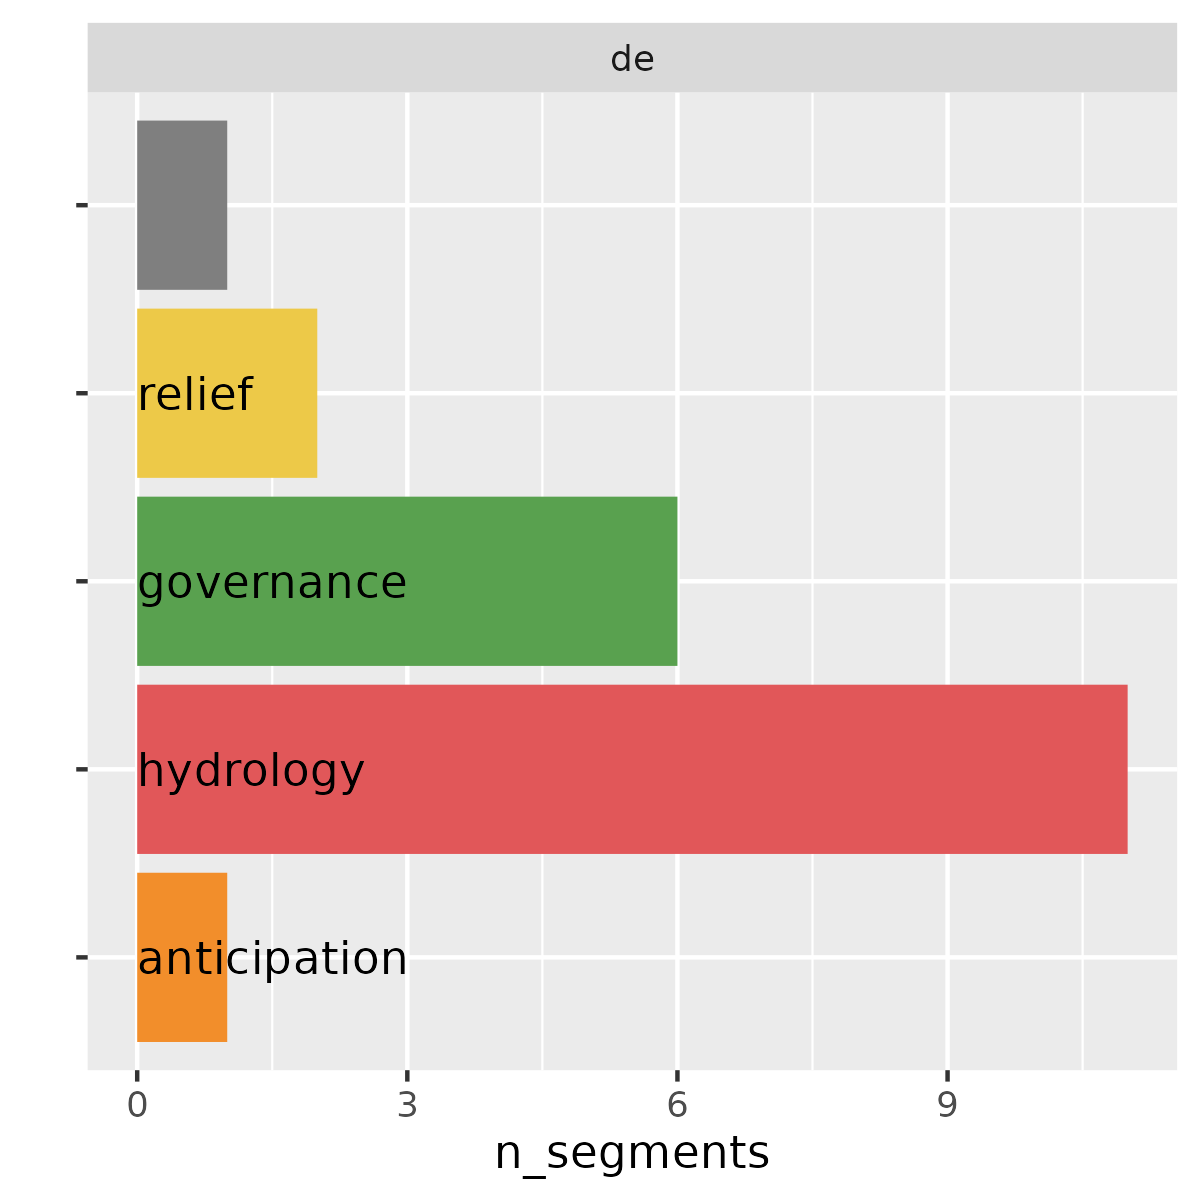 de
relief
governance
hydrology
anticipation
0 3 6 9
n_segments